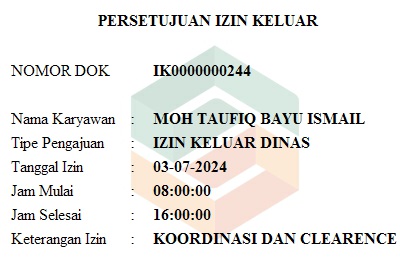 PERSETUJUAN IZIN KELUAR
NOMOR DOK IK0000000244
Nama Karyawan : MOH TAUFIQ BAYU ISMAIL
Tipe Pengajuan : IZIN KELUAR DINAS
Tanggal Izin : 03-07-2024
Jam Mulai : 08:00:00
Jam Selesai : 16:00:00
Keterangan Izin : KOORDINASI DAN CLEARENCE